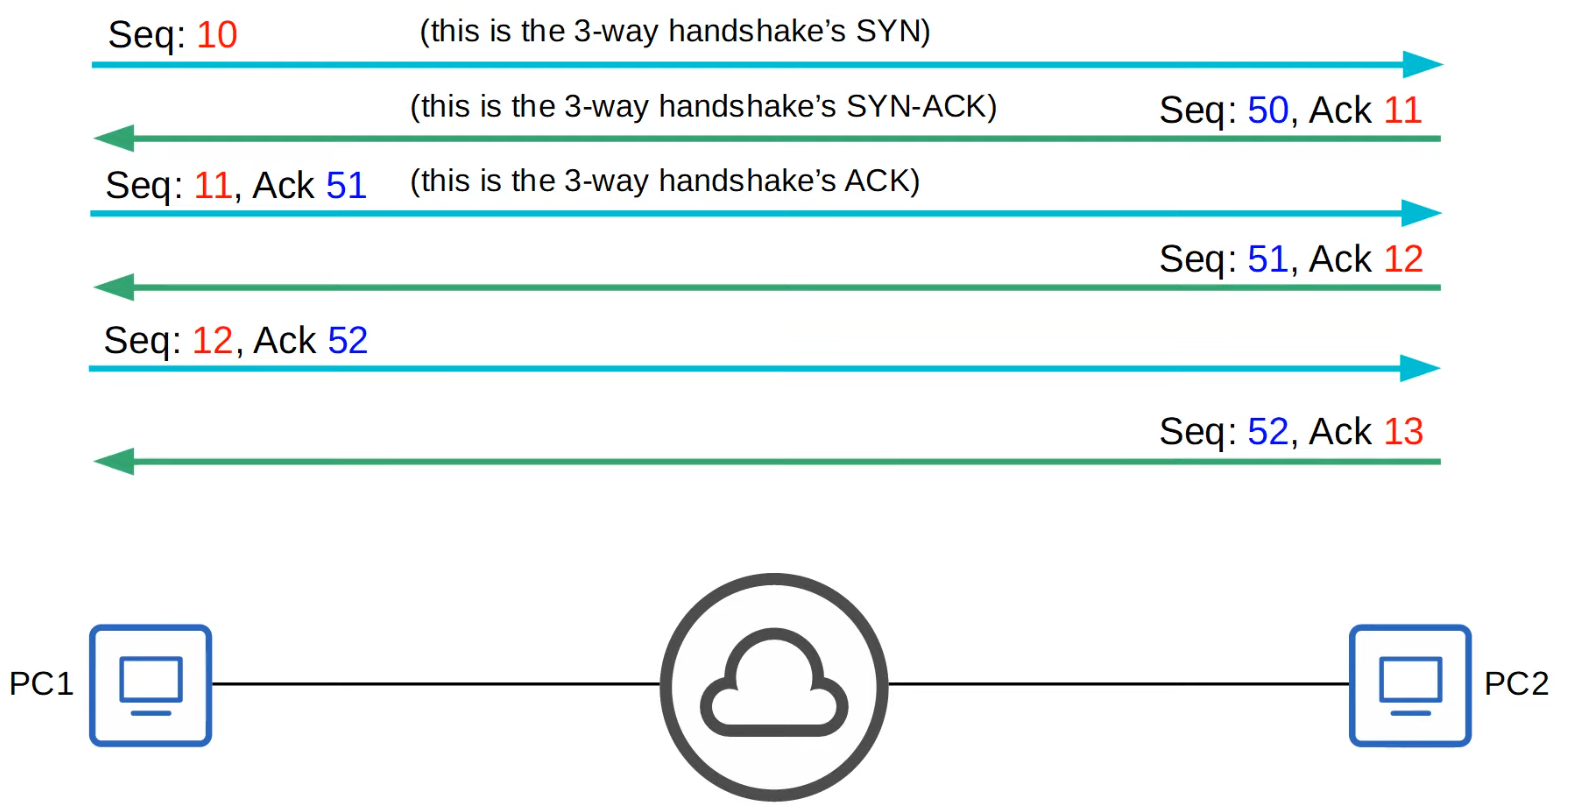 Seq: 10 (this is the 3-way handshake’s SYN)
(this is the 3-way handshake’s SYN-ACK) Seq: 50, Ack 11
Seq: 11, Ack 51 (this is the 3-way handshake’s ACK)
Seq: 51, Ack 12
Seq: 12, Ack 52
Seq: 52, Ack 13
PC1 PC2